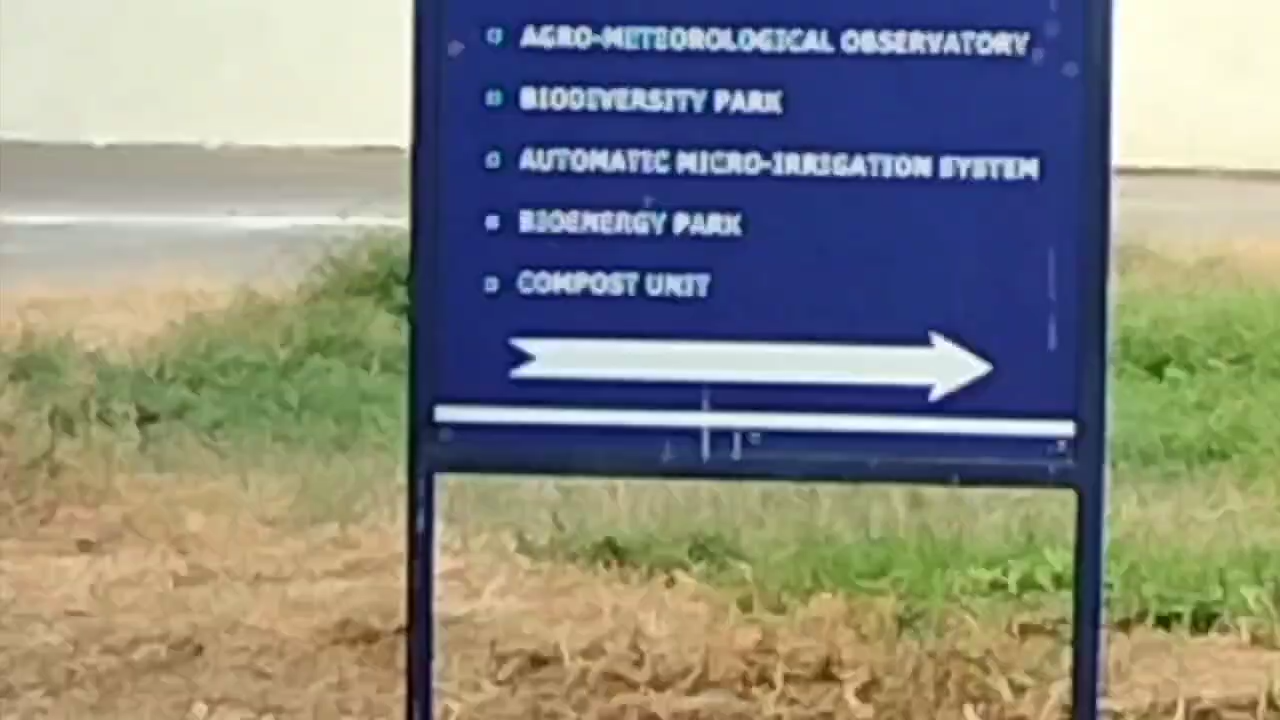 AGRO-METEOROLOGICAL OBSERVATORY
BIODIVERSITY PARK
AUTOMATIC MICRO-IRRIGATION SYSTEM
BIOENERGY PARK
COMPOST UNIT